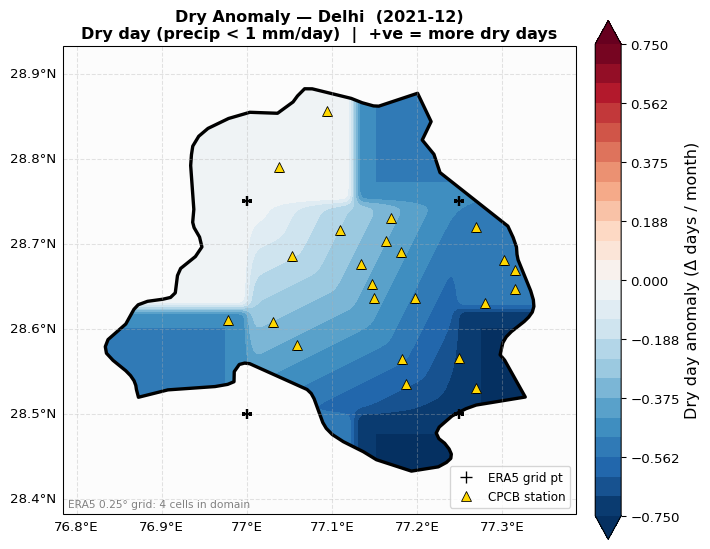 Dry Anomaly — Delhi  (2021-12)
Dry day (precip < 1 mm/day)  |  +ve = more dry days
28.9°N
28.8°N
28.7°N
28.6°N
28.5°N
28.4°N
76.8°E
76.9°E
77°E
77.1°E
77.2°E
77.3°E
ERA5 0.25° grid: 4 cells in domain
ERA5 grid pt
CPCB station
0.750
0.562
0.375
0.188
0.000
−0.188
−0.375
−0.562
−0.750
Dry day anomaly (Δ days / month)